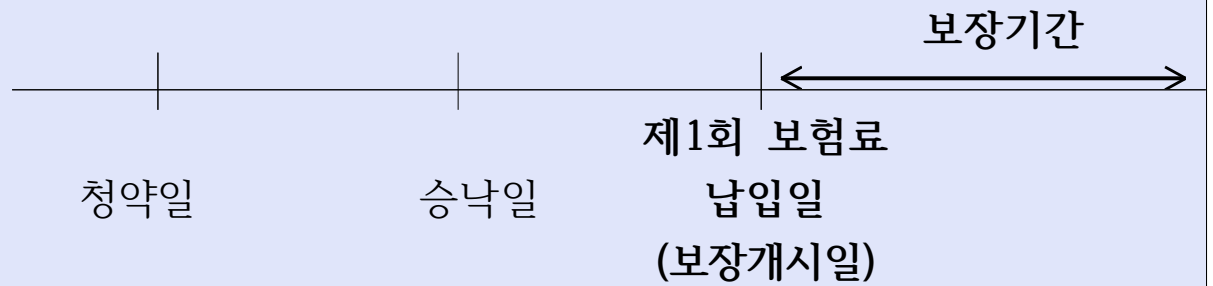 보장기간
청약일
승낙일
제1회 보험료
납입일
(보장개시일)